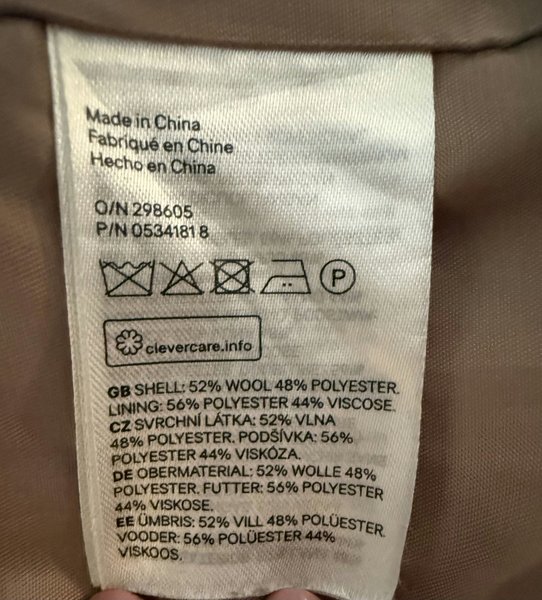 Made in China
Fabriqué en Chine
Hecho en China
O/N 298605
P/N 0534181 8
P
clevercare.info
GB SHELL: 52% WOOL 48% POLYESTER.
LINING: 56% POLYESTER 44% VISCOSE.
CZ SVRCHNÍ LÁTKA: 52% VLNA
48% POLYESTER. PODŠÍVKA: 56%
POLYESTER 44% VISKÓZA.
DE OBERMATERIAL: 52% WOLLE 48%
POLYESTER. FUTTER: 56% POLYESTER
44% VISKOSE.
EE ÜMBRIS: 52% VILL 48% POLÜESTER.
VOODER: 56% POLÜESTER 44%
VISKOOS.